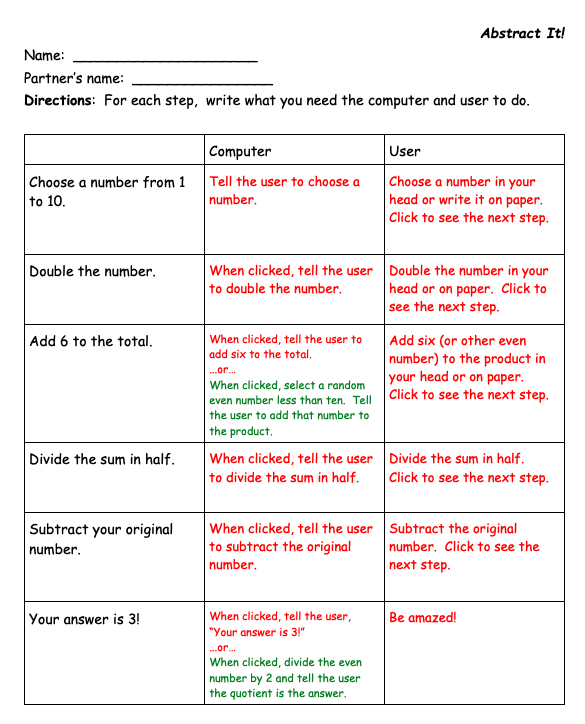 Abstract It!
Name: ________________________
Partner's name: __________________
Directions: For each step, write what you need the computer and user to do.
Computer
User
Choose a number from 1
to 10.
Tell the user to choose a
number.
Choose a number in your
head or write it on paper.
Click to see the next step.
Double the number.
When clicked, tell the user
to double the number.
Double the number in your
head or on paper. Click to
see the next step.
Add 6 to the total.
When clicked, tell the user to
add six to the total.
…or…
When clicked, select a random
even number less than ten. Tell
the user to add that number to
the product.
Add six (or other even
number) to the product in
your head or on paper.
Click to see the next step.
Divide the sum in half.
When clicked, tell the user
to divide the sum in half.
Divide the sum in half.
Click to see the next step.
Subtract your original
number.
When clicked, tell the user
to subtract the original
number.
Subtract the original
number. Click to see the
next step.
Your answer is 3!
When clicked, tell the user,
"Your answer is 3!"
…or…
When clicked, divide the even
number by 2 and tell the user
the quotient is the answer.
Be amazed!